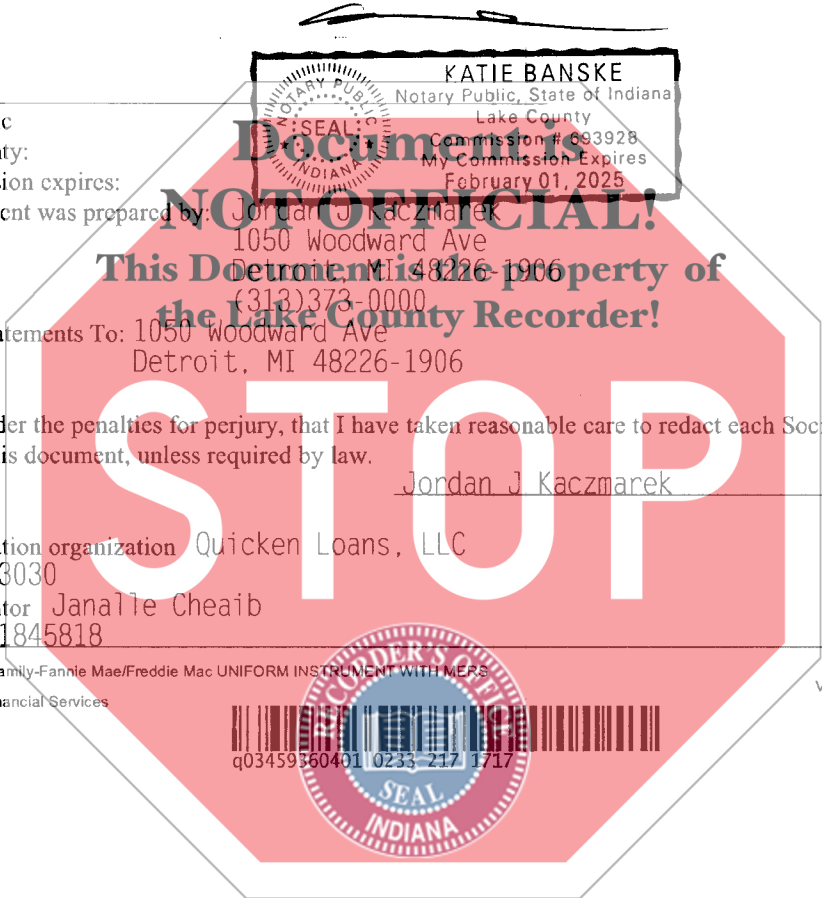 KATIE BANSKE
Notary Public, State of Indiana
Lake County
Commission # 693928
My Commission Expires
February 01, 2025
NOTARY PUBLIC
SEAL
INDIANA
Document is
NOT OFFICIAL!
This Document is the property of
the Lake County Recorder!
STOP
c
ty:
ion expires:
ent was prepared by: Jordan J Kaczmarek
1050 Woodward Ave
Detroit, MI 48226-1906
(313)373-0000
tements To: 1050 Woodward Ave
Detroit, MI 48226-1906
er the penalties for perjury, that I have taken reasonable care to redact each Soc
is document, unless required by law.
Jordan J Kaczmarek
tion organization Quicken Loans, LLC
3030
tor Janalle Cheaib
1845818
amily-Fannie Mae/Freddie Mac UNIFORM INSTRUMENT WITH MERS
ancial Services
q03459360401 0233 217 1717
RECORDER'S OFFICE
SEAL
INDIANA